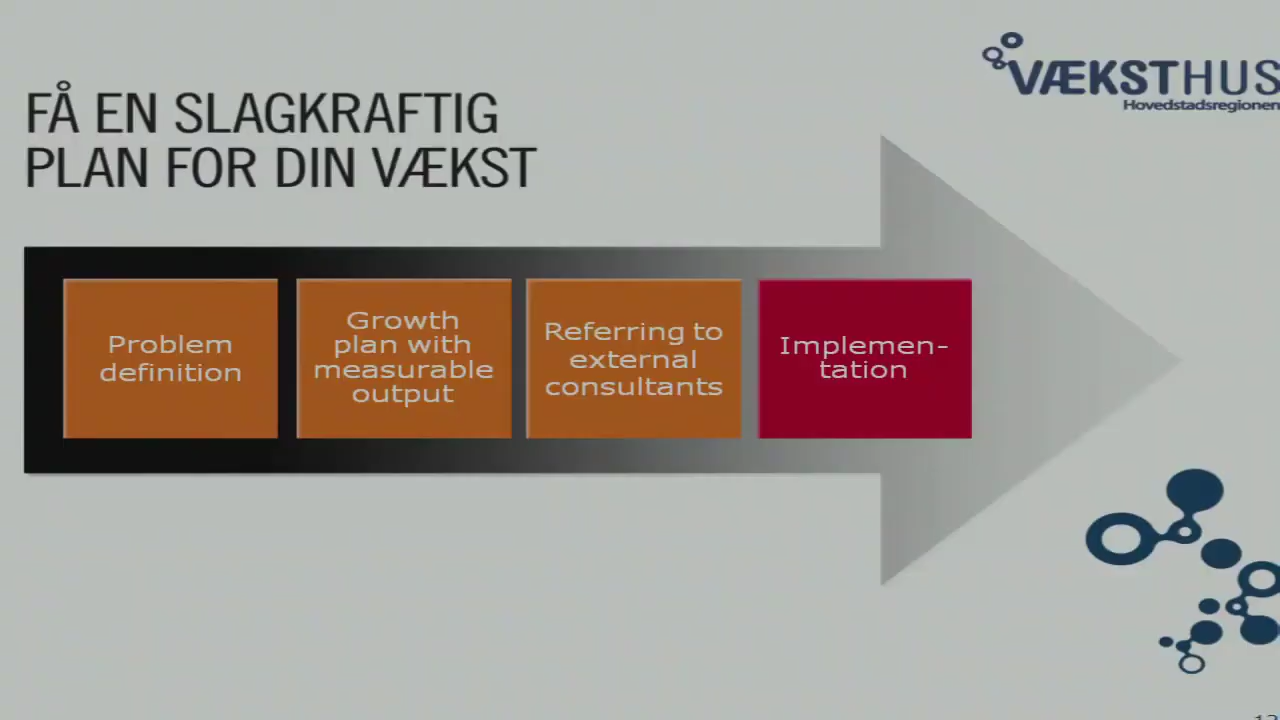 VÆKSTHUS
Hovedstadsregionen
FÅ EN SLAGKRAFTIG
PLAN FOR DIN VÆKST
Problem
definition
Growth
plan with
measurable
output
Referring to
external
consultants
Implemen-
tation